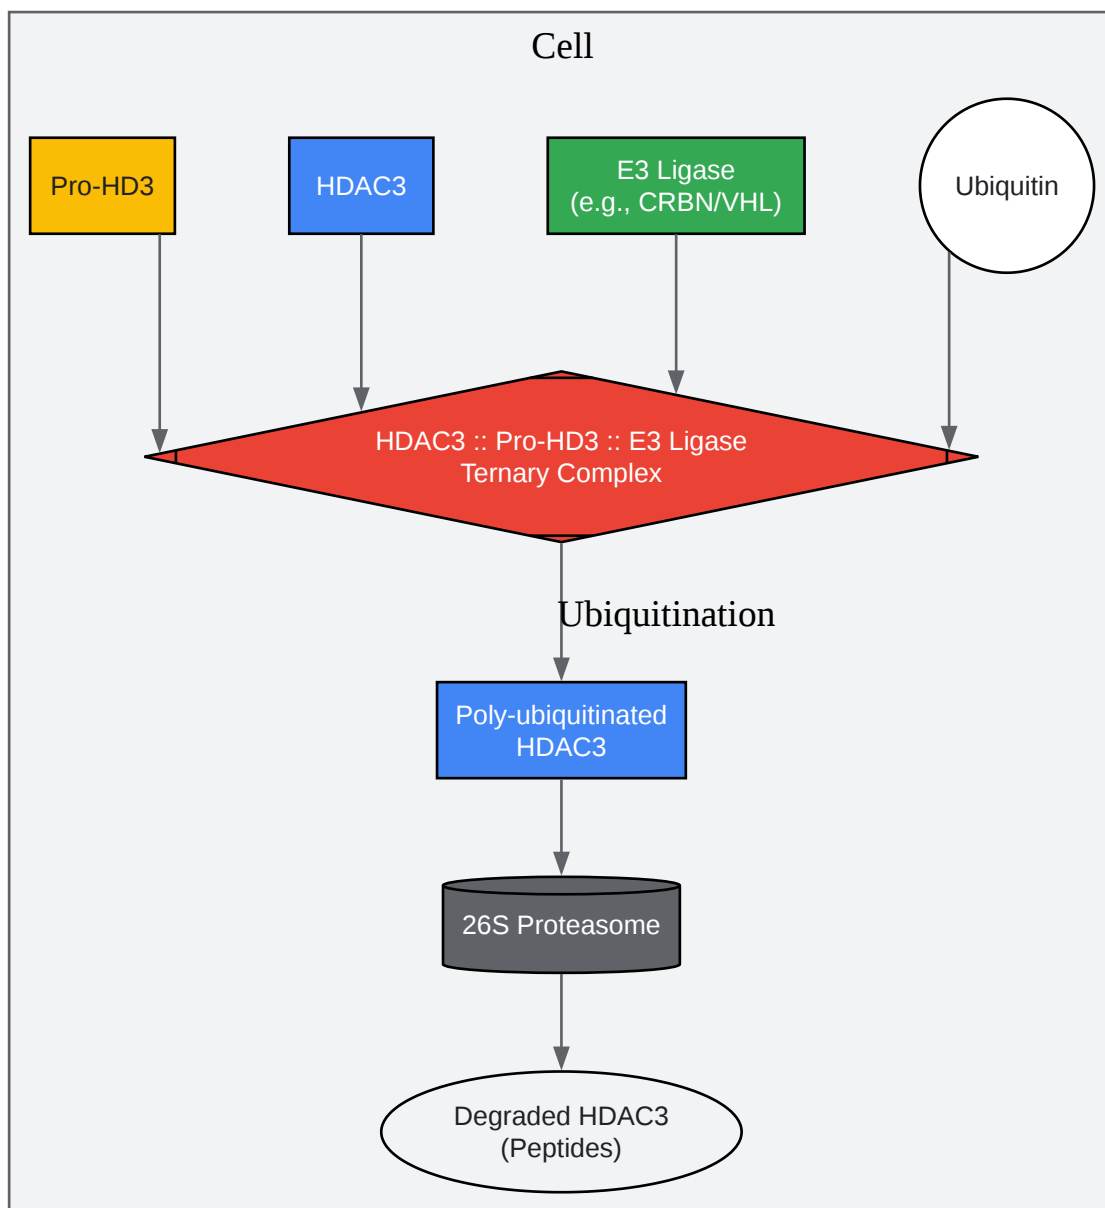 Cell
Pro-HD3
HDAC3
E3 Ligase
(e.g., CRBN/VHL)
Ubiquitin
HDAC3 :: Pro-HD3 :: E3 Ligase
Ternary Complex
Ubiquitination
Poly-ubiquitinated
HDAC3
26S Proteasome
Degraded HDAC3
(Peptides)